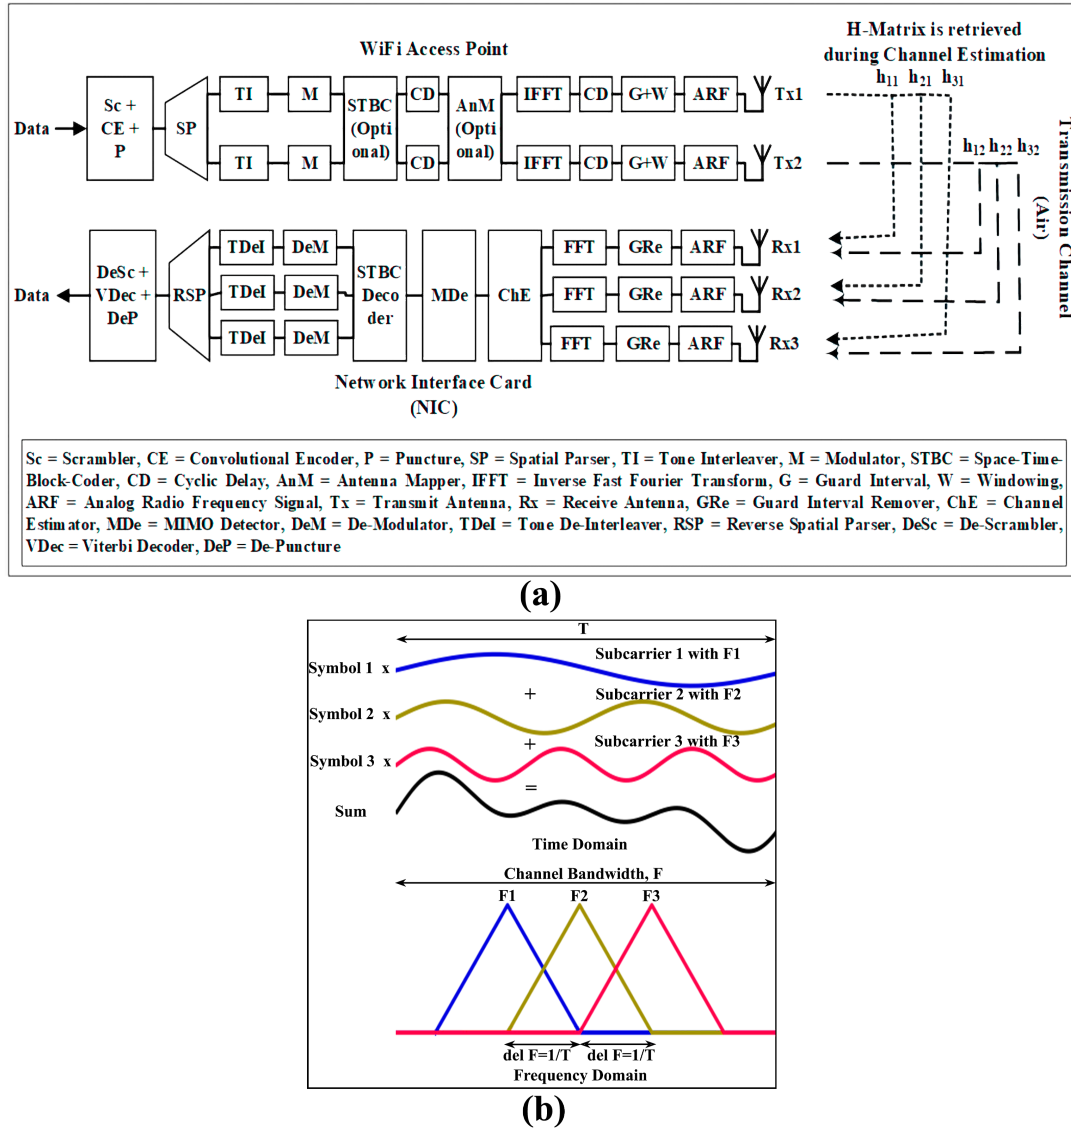 WiFi Access Point
H-Matrix is retrieved
during Channel Estimation
h11 h21 h31
Data
Sc +
CE +
P
SP
TI
M
STBC
(Opti
onal)
CD
AnM
(Opti
onal)
IFFT
CD
G+W
ARF
Tx1
TI
M
CD
IFFT
CD
G+W
ARF
Tx2
h12 h22 h32
Transmission Channel
(Air)
Data
DeSc +
VDec +
DeP
RSP
TDeI
DeM
STBC
Deco
der
MDe
ChE
FFT
GRe
ARF
Rx1
TDeI
DeM
FFT
GRe
ARF
Rx2
TDeI
DeM
FFT
GRe
ARF
Rx3
Network Interface Card
(NIC)
Sc = Scrambler, CE = Convolutional Encoder, P = Puncture, SP = Spatial Parser, TI = Tone Interleaver, M = Modulator, STBC = Space-Time-
Block-Coder, CD = Cyclic Delay, AnM = Antenna Mapper, IFFT = Inverse Fast Fourier Transform, G = Guard Interval, W = Windowing,
ARF = Analog Radio Frequency Signal, Tx = Transmit Antenna, Rx = Receive Antenna, GRe = Guard Interval Remover, ChE = Channel
Estimator, MDe = MIMO Detector, DeM = De-Modulator, TDeI = Tone De-Interleaver, RSP = Reverse Spatial Parser, DeSc = De-Scrambler,
VDec = Viterbi Decoder, DeP = De-Puncture
(a)
T
Symbol 1 x
Subcarrier 1 with F1
+
Subcarrier 2 with F2
Symbol 2 x
+
Subcarrier 3 with F3
Symbol 3 x
=
Sum
Time Domain
Channel Bandwidth, F
F1 F2 F3
del F=1/T del F=1/T
Frequency Domain
(b)